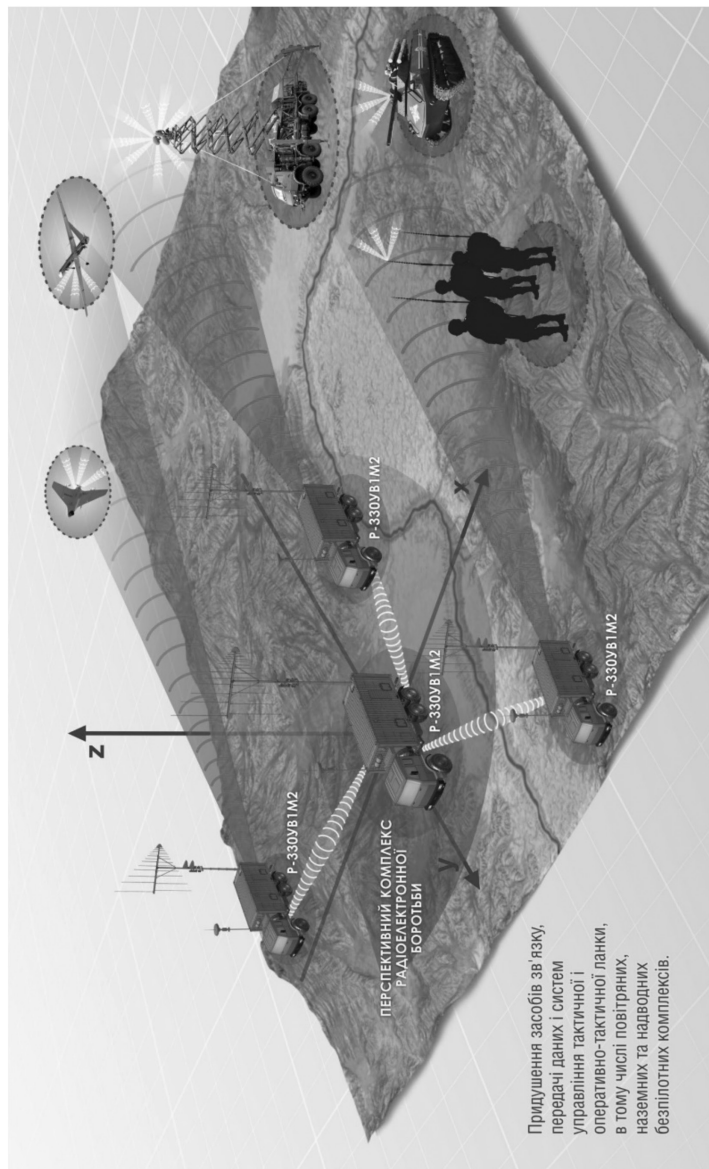 Р-330УВ1М2
Р-330УВ1М2
Р-330УВ1М2
Р-330УВ1М2
Z
X
У
ПЕРСПЕКТИВНИЙ КОМПЛЕКС
РАДІОЕЛЕКТРОННОЇ
БОРОТЬБИ
Придушення засобів зв'язку,
передачі даних і систем
управління тактичної і
оперативно-тактичної ланки,
в тому числі повітряних,
наземних та надводних
безпілотних комплексів.